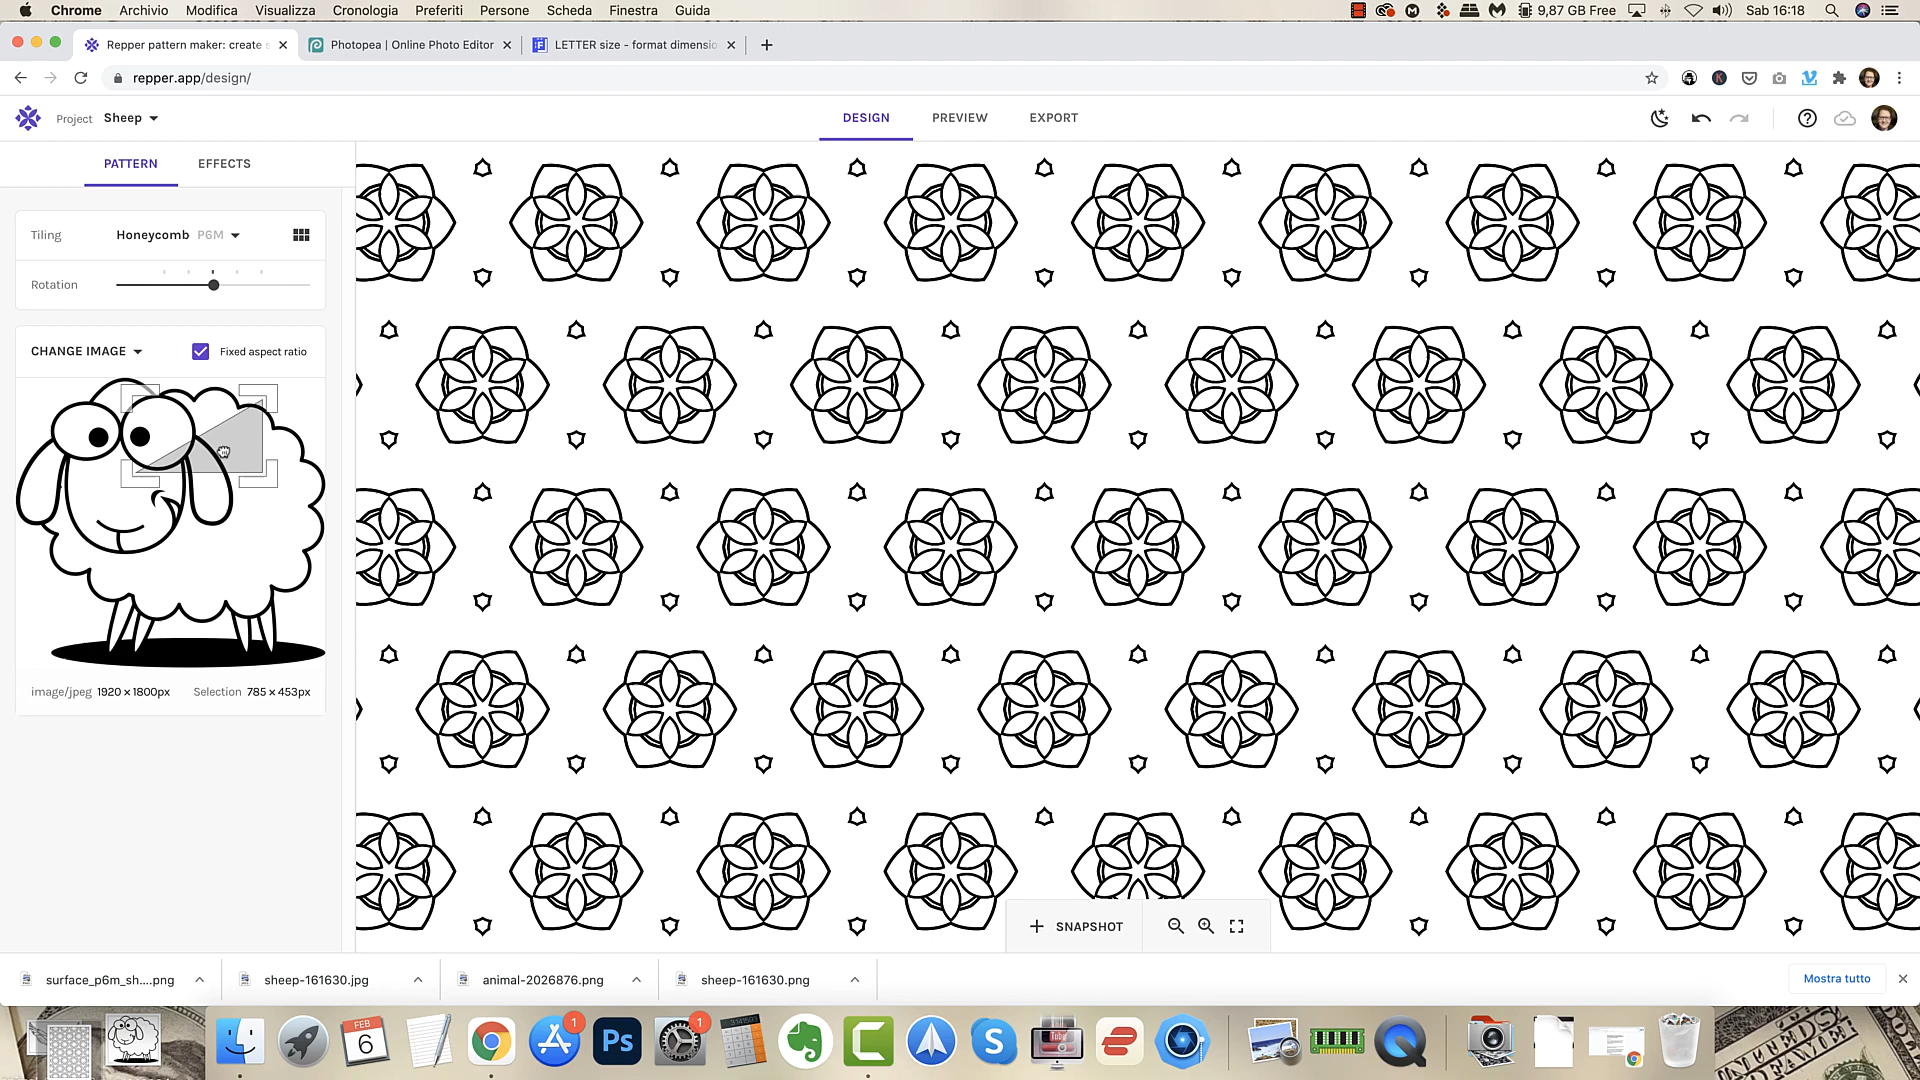 Chrome Archivio Modifica Visualizza Cronologia Preferiti Persone Scheda Finestra Guida 9,87 GB Free Sab 16:18
Repper pattern maker: create s
Photopea | Online Photo Editor
LETTER size - format dimensio
repper.app/design/
Project Sheep
DESIGN PREVIEW EXPORT
PATTERN EFFECTS
Tiling Honeycomb P6M
Rotation
CHANGE IMAGE Fixed aspect ratio
image/jpeg 1920 × 1800px Selection 785 × 453px
SNAPSHOT
surface_p6m_sh....png
sheep-161630.jpg
animal-2026876.png
sheep-161630.png
Mostra tutto
FEB
6
1
Ps
1
S